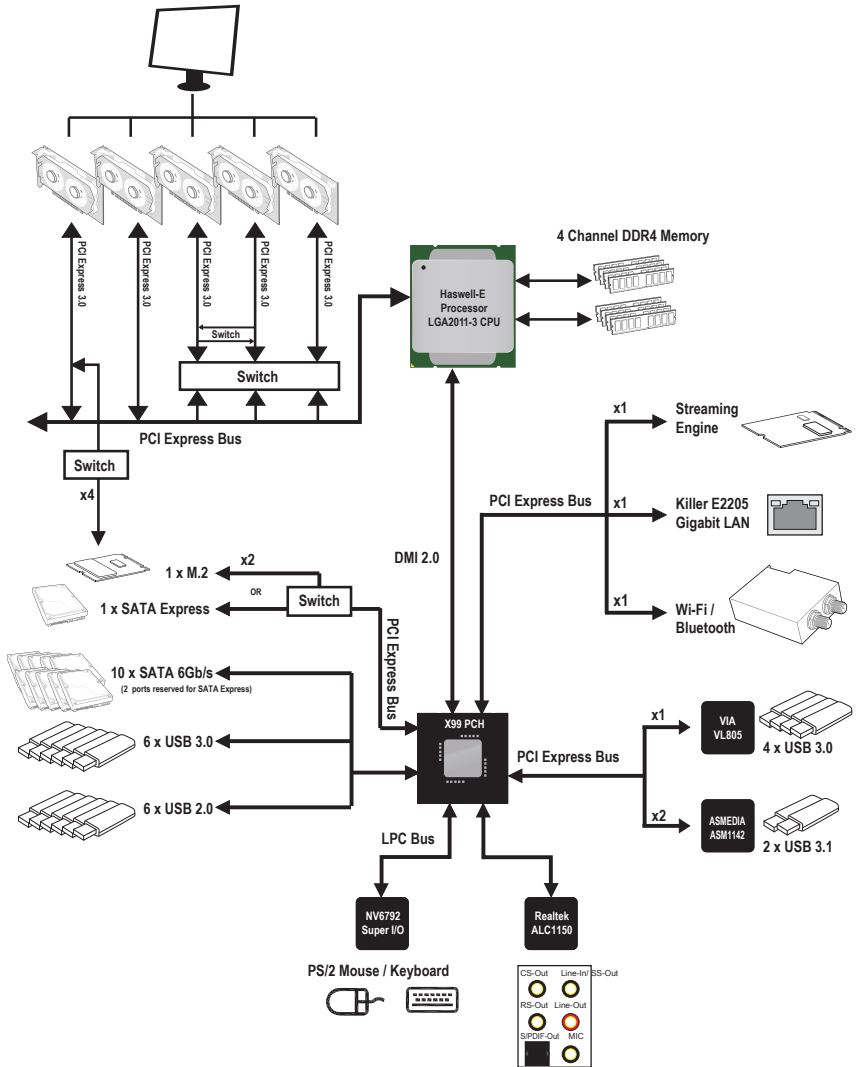 PCI Express 3.0
PCI Express 3.0
PCI Express 3.0
PCI Express 3.0
PCI Express 3.0
Switch
Switch
PCI Express Bus
Switch
x4
4 Channel DDR4 Memory
Haswell-E
Processor
LGA2011-3 CPU
x1
Streaming
Engine
PCI Express Bus
x1
Killer E2205
Gigabit LAN
x1
Wi-Fi /
Bluetooth
DMI 2.0
1 x M.2
x2
OR
Switch
1 x SATA Express
PCI Express Bus
10 x SATA 6Gb/s
(2 ports reserved for SATA Express)
6 x USB 3.0
6 x USB 2.0
X99 PCH
PCI Express Bus
x1
VIA
VL805
4 x USB 3.0
x2
ASMEDIA
ASM1142
2 x USB 3.1
LPC Bus
NV6792
Super I/O
Realtek
ALC1150
PS/2 Mouse / Keyboard
CS-Out Line-In/ SS-Out
RS-Out Line-Out
S/PDIF-Out MIC